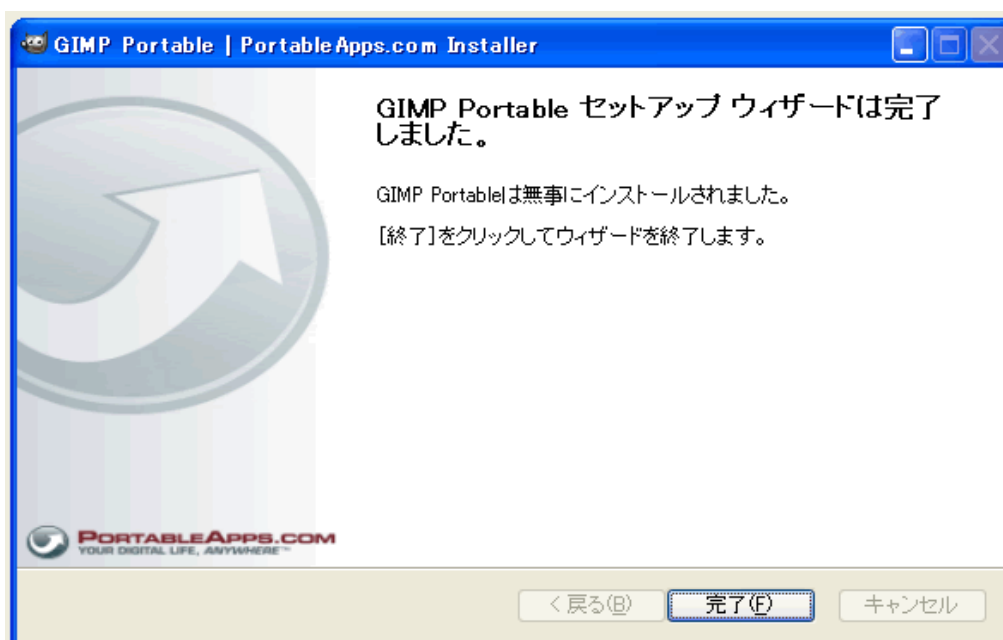 GIMP Portable | PortableApps.com Installer
GIMP Portable セットアップ ウィザードは完了
しました。
GIMP Portableは無事にインストールされました。
[終了]をクリックしてウィザードを終了します。
PORTABLEAPPS.COM
YOUR DIGITAL LIFE, ANYWHERE™
< 戻る(B) 完了(F) キャンセル